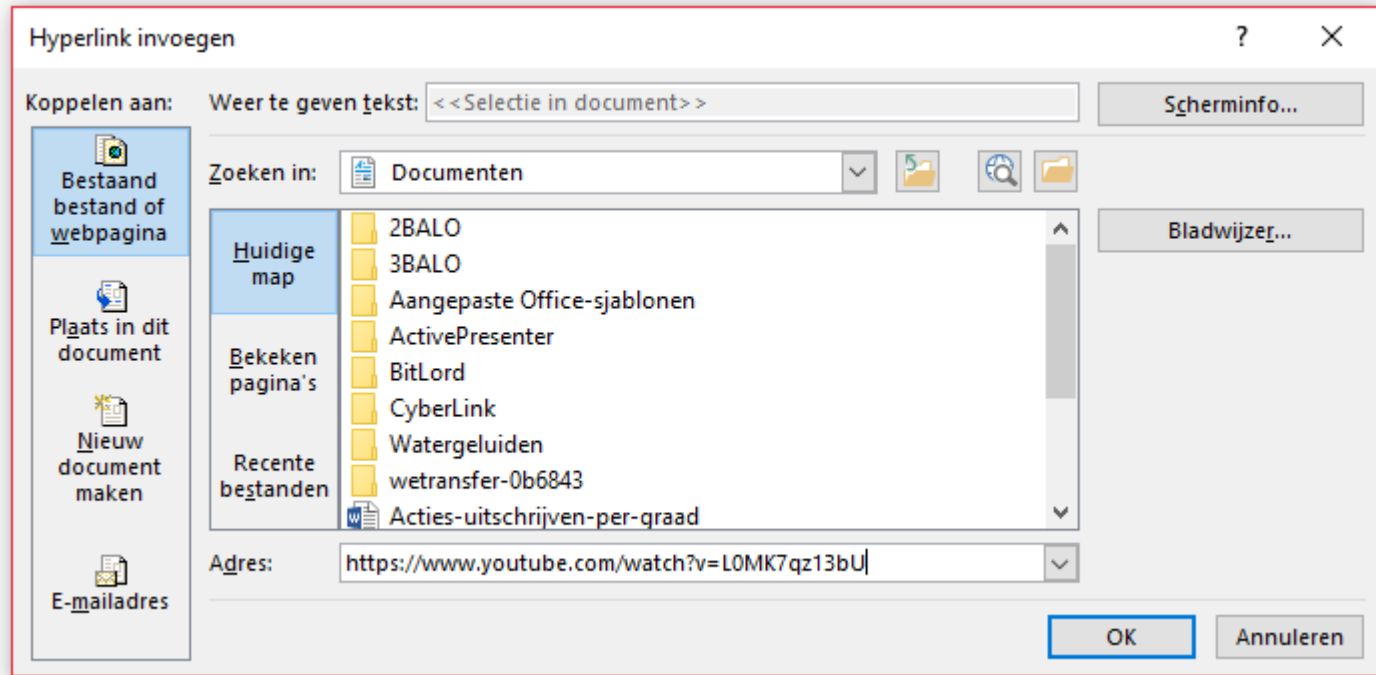 Hyperlink invoegen
?
Koppelen aan:
Weer te geven tekst:
<<Selectie in document>>
Scherminfo...
Bestaand
bestand of
webpagina
Plaats in dit
document
Nieuw
document
maken
E-mailadres
Zoeken in:
Documenten
Huidige
map
Bekeken
pagina's
Recente
bestanden
2BALO
3BALO
Aangepaste Office-sjablonen
ActivePresenter
BitLord
CyberLink
Watergeluiden
wetransfer-0b6843
Acties-uitschrijven-per-graad
Bladwijzer...
Adres:
https://www.youtube.com/watch?v=L0MK7qz13bU
OK
Annuleren